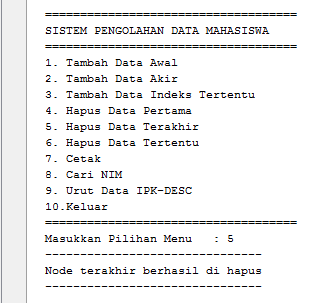 ====================================
SISTEM PENGOLAHAN DATA MAHASISWA
====================================
1. Tambah Data Awal
2. Tambah Data Akir
3. Tambah Data Indeks Tertentu
4. Hapus Data Pertama
5. Hapus Data Terakhir
6. Hapus Data Tertentu
7. Cetak
8. Cari NIM
9. Urut Data IPK-DESC
10.Keluar
====================================
Masukkan Pilihan Menu   : 5
-------------------------------
Node terakhir berhasil di hapus
-------------------------------